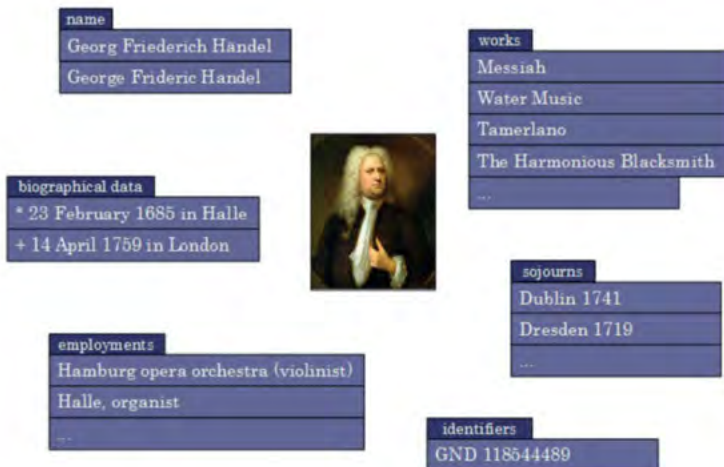 name
Georg Friederich Händel
George Frideric Handel
works
Messiah
Water Music
Tamerlano
The Harmonious Blacksmith
...
biographical data
* 23 February 1685 in Halle
+ 14 April 1759 in London
sojourns
Dublin 1741
Dresden 1719
...
employments
Hamburg opera orchestra (violinist)
Halle, organist
...
identifiers
GND 118544489